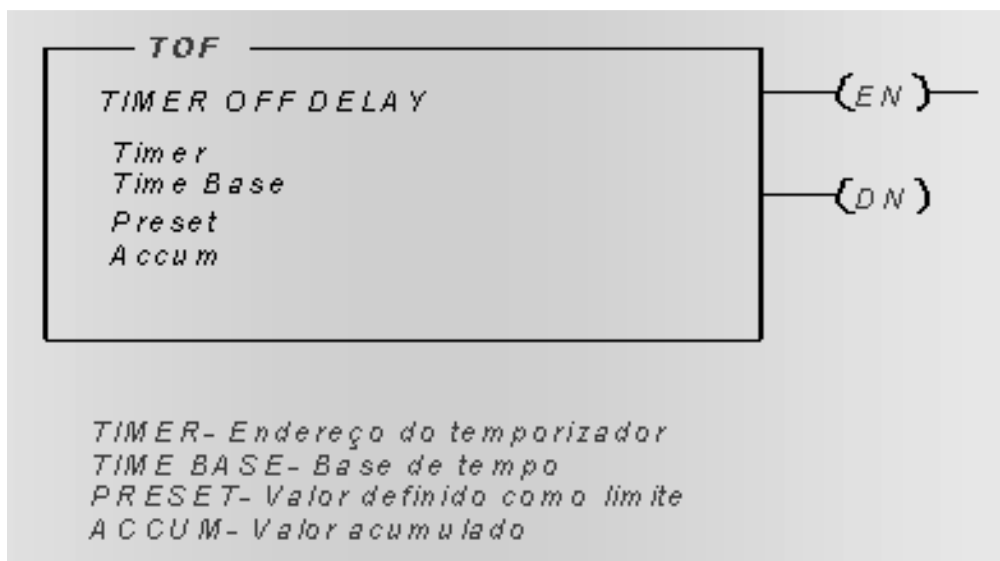 TOF
TIMER OFF DELAY
(EN)
Timer
Time Base
(DN)
Preset
Accum
TIMER- Endereço do temporizador
TIME BASE- Base de tempo
PRESET- Valor definido como limite
ACCUM- Valor acumulado